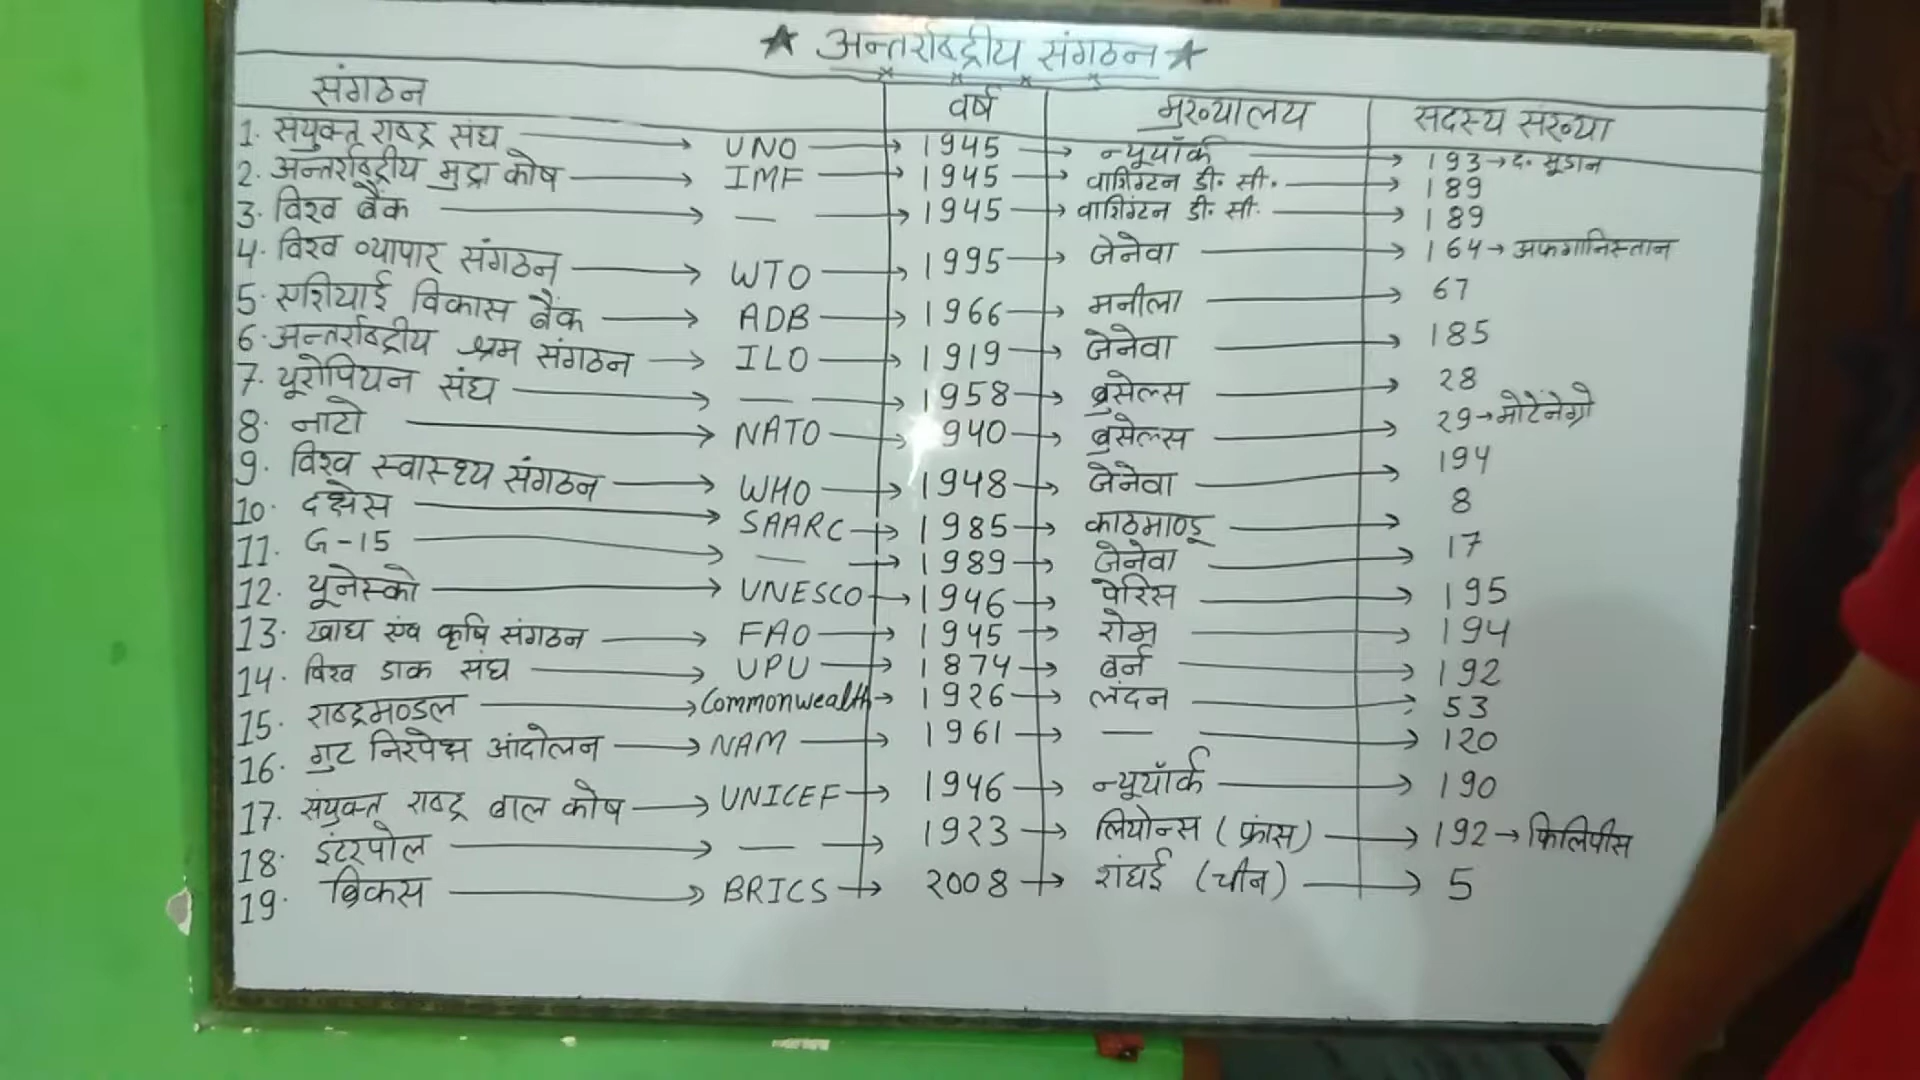 ★ अन्तर्राष्ट्रीय संगठन ★
संगठन वर्ष मुख्यालय सदस्य संख्या
1. संयुक्त राष्ट्र संघ → UNO → 1945 → न्यूयॉर्क → 193 → द. सूडान
2. अन्तर्राष्ट्रीय मुद्रा कोष → IMF → 1945 → वाशिंग्टन डी. सी. → 189
3. विश्व बैंक → — → 1945 → वाशिंग्टन डी. सी. → 189
4. विश्व व्यापार संगठन → WTO → 1995 → जेनेवा → 164 → अफगानिस्तान
5. एशियाई विकास बैंक → ADB → 1966 → मनीला → 67
6. अन्तर्राष्ट्रीय श्रम संगठन → ILO → 1919 → जेनेवा → 185
7. यूरोपियन संघ → — → 1958 → ब्रुसेल्स → 28
8. नाटो → NATO → 940 → ब्रुसेल्स → 29 → मोटेंनेग्रो
9. विश्व स्वास्थ्य संगठन → WHO → 1948 → जेनेवा → 194
10. दक्षेस → SAARC → 1985 → काठमाण्डू → 8
11. G-15 → — → 1989 → जेनेवा → 17
12. यूनेस्को → UNESCO → 1946 → पेरिस → 195
13. खाद्य एंव कृषि संगठन → FAO → 1945 → रोम → 194
14. विश्व डाक संघ → UPU → 1874 → बर्न → 192
15. राष्ट्रमण्डल → Commonwealth → 1926 → लंदन → 53
16. गुट निरपेक्ष आंदोलन → NAM → 1961 → — → 120
17. संयुक्त राष्ट्र बाल कोष → UNICEF → 1946 → न्यूयॉर्क → 190
18. इंटरपोल → — → 1923 → लियोन्स (फ्रांस) → 192 → फिलिपींस
19. ब्रिकस → BRICS → 2008 → शंघाई (चीन) → 5